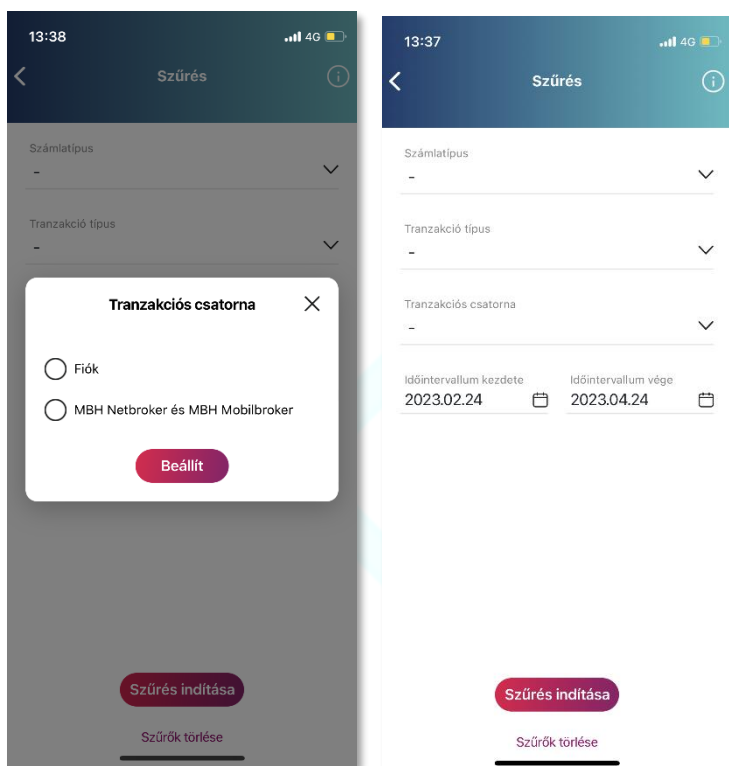 13:38
4G
Szűrés
Számlatípus
-
Tranzakció típus
-
Tranzakciós csatorna
Fiók
MBH Netbroker és MBH Mobilbroker
Beállít
Szűrés indítása
Szűrők törlése
13:37
4G
Szűrés
Számlatípus
-
Tranzakció típus
-
Tranzakciós csatorna
-
Időintervallum kezdete Időintervallum vége
2023.02.24 2023.04.24
Szűrés indítása
Szűrők törlése